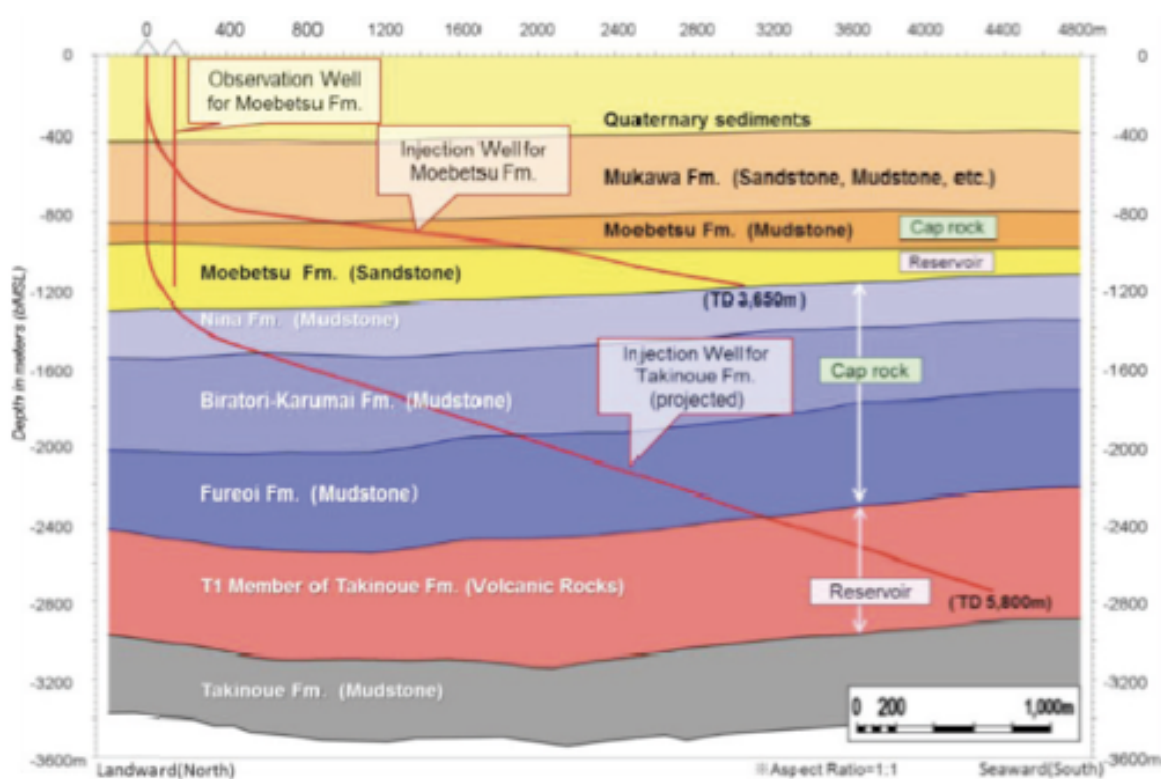 0 400 800 1200 1600 2000 2400 2800 3200 3600 4000 4400 4800m
0 0
Observation Well
for Moebetsu Fm.
Quaternary sediments
-400 -400
Injection Well for
Moebetsu Fm.
Mukawa Fm. (Sandstone, Mudstone, etc.)
-800 -800
Moebetsu Fm. (Mudstone) Cap rock
Moebetsu Fm. (Sandstone) Reservoir
-1200 -1200
(TD 3,650m)
Nina Fm. (Mudstone)
Injection Well for
Takinoue Fm.
(projected)
-1600 -1600
Cap rock
Biratori-Karumai Fm. (Mudstone)
-2000 -2000
Fureoi Fm. (Mudstone)
-2400 -2400
T1 Member of Takinoue Fm. (Volcanic Rocks)
Reservoir
-2800 -2800
(TD 5,800m)
Takinoue Fm. (Mudstone)
-3200 -3200
0 200 1,000m
-3600m -3600m
Depth in meters (bMSL)
Landward(North) ※Aspect Ratio=1:1 Seaward(South)